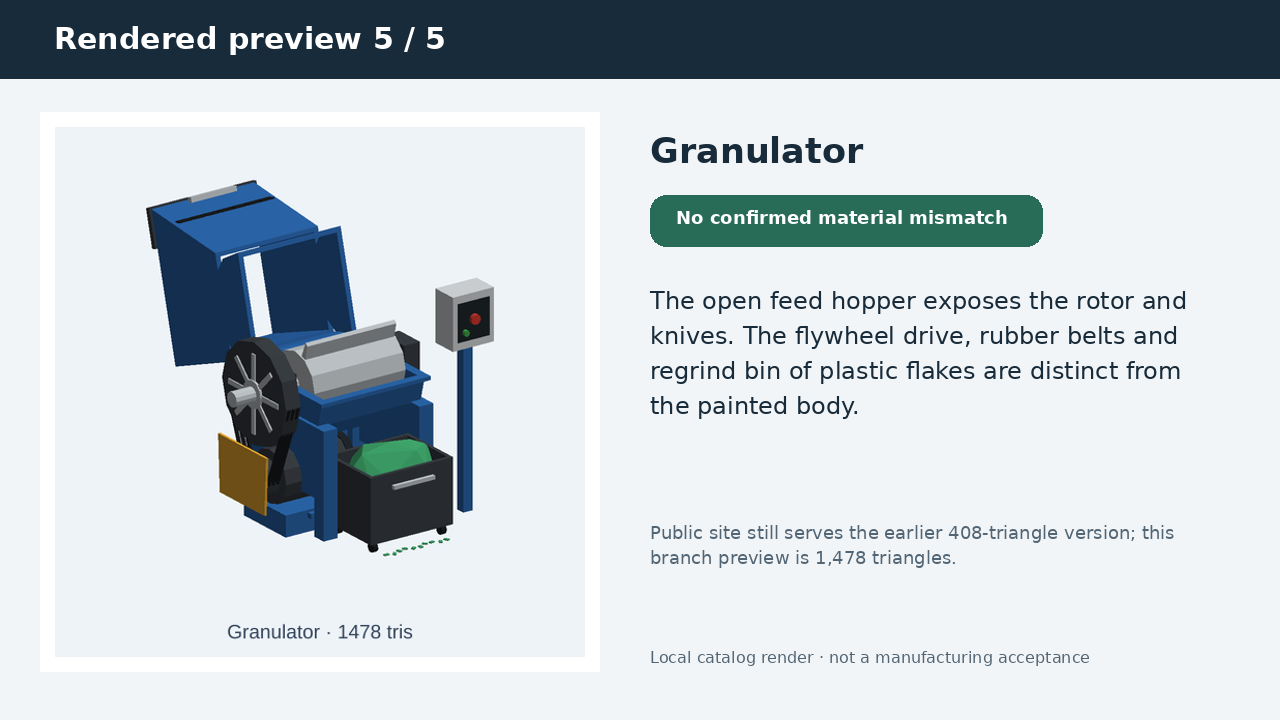 Rendered preview 5 / 5
Granulator
No confirmed material mismatch
The open feed hopper exposes the rotor and
knives. The flywheel drive, rubber belts and
regrind bin of plastic flakes are distinct from
the painted body.
Public site still serves the earlier 408-triangle version; this
branch preview is 1,478 triangles.
Granulator · 1478 tris
Local catalog render · not a manufacturing acceptance